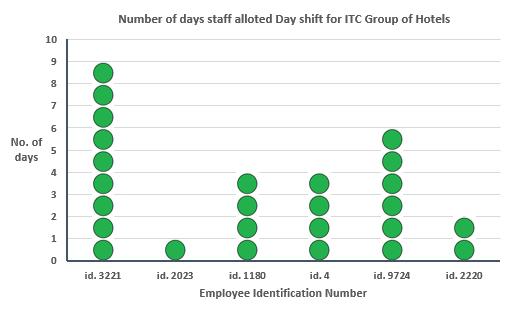 Number of days staff alloted Day shift for ITC Group of Hotels
10
9
8
7
6
5
4
3
2
1
0
No. of
days
id. 3221 id. 2023 id. 1180 id. 4 id. 9724 id. 2220
Employee Identification Number